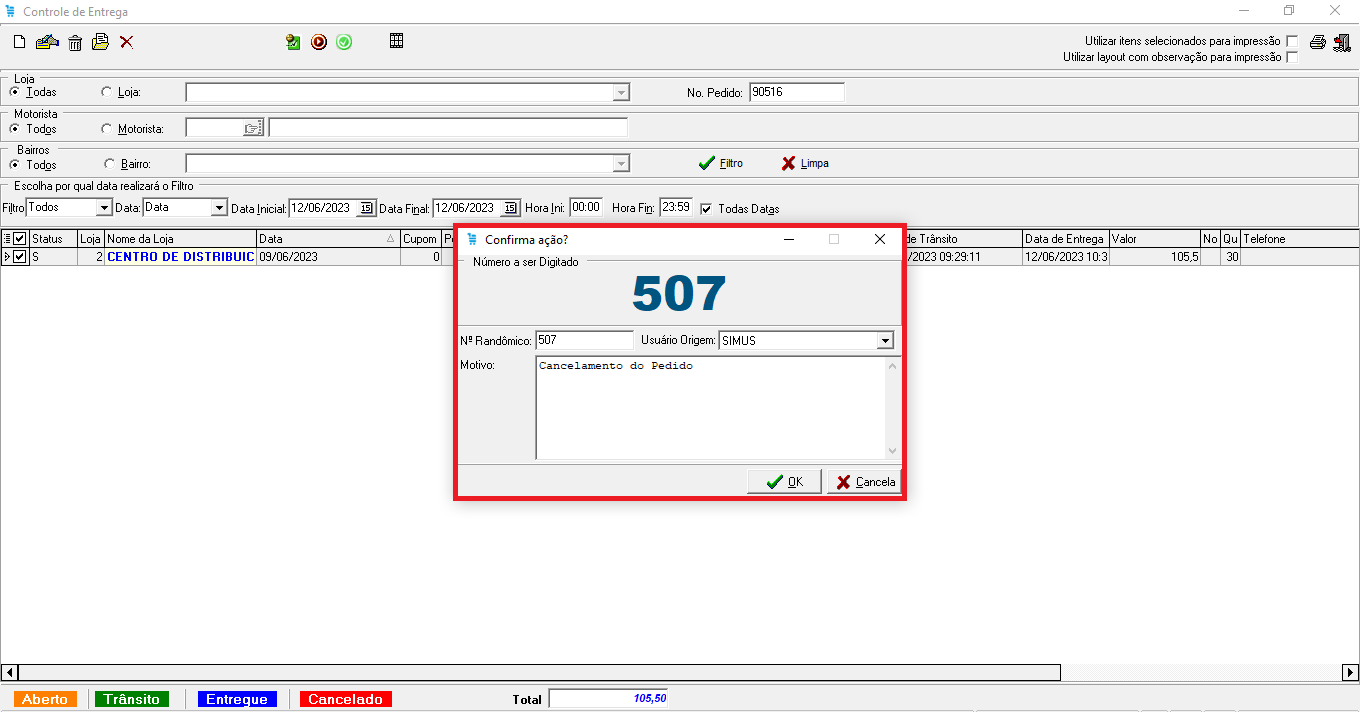 Controle de Entrega
Utilizar itens selecionados para impressão
Utilizar layout com observação para impressão
Loja
Todas Loja: No. Pedido: 90516
Motorista
Todos Motorista:
Bairros
Todos Bairro: Filtro Limpa
Escolha por qual data realizará o Filtro
Filtro Todos Data: Data Data Inicial: 12/06/2023 15 Data Final: 12/06/2023 15 Hora Ini: 00:00 Hora Fin: 23:59 Todas Datas
Status Loja Nome da Loja Data Cupom de Trânsito Data de Entrega Valor No Qu Telefone
S 2 CENTRO DE DISTRIBUIC 09/06/2023 0 /2023 09:29:11 12/06/2023 10:3 105,5 30
Confirma ação?
Número a ser Digitado
507
Nº Randômico: 507 Usuário Origem: SIMUS
Motivo: Cancelamento do Pedido
OK Cancela
Aberto Trânsito Entregue Cancelado Total 105,50